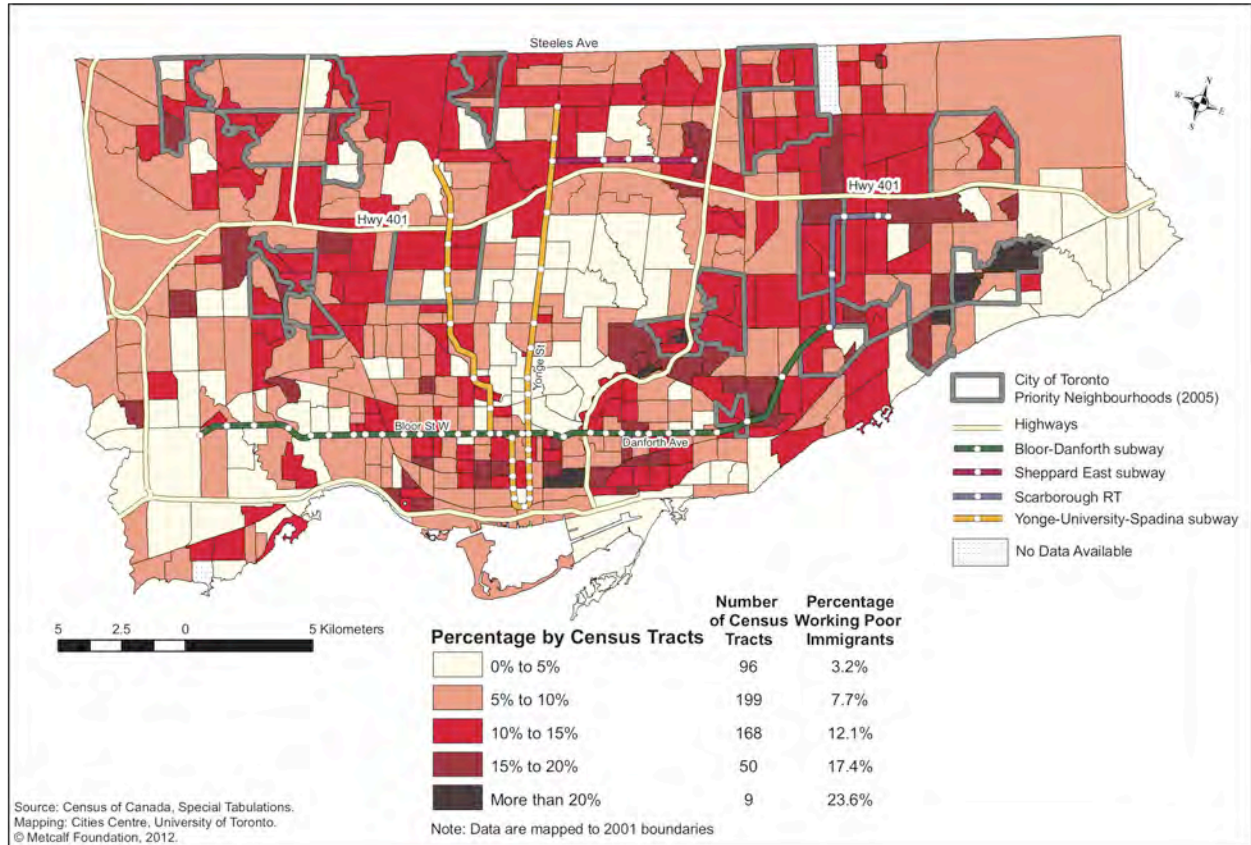 Steeles Ave
N
W
E
S
Hwy 401
Hwy 401
Yonge St
Bloor St W
Danforth Ave
City of Toronto
Priority Neighbourhoods (2005)
Highways
Bloor-Danforth subway
Sheppard East subway
Scarborough RT
Yonge-University-Spadina subway
No Data Available
5 2.5 0 5 Kilometers
Percentage by Census Tracts
Number
of Census
Tracts
Percentage
Working Poor
Immigrants
0% to 5% 96 3.2%
5% to 10% 199 7.7%
10% to 15% 168 12.1%
15% to 20% 50 17.4%
More than 20% 9 23.6%
Note: Data are mapped to 2001 boundaries
Source: Census of Canada, Special Tabulations.
Mapping: Cities Centre, University of Toronto.
© Metcalf Foundation, 2012.